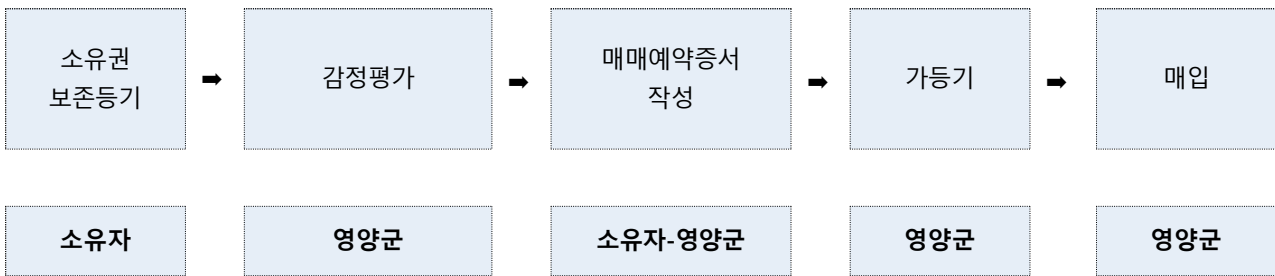 소유권
보존등기
➡
감정평가
➡
매매예약증서
작성
➡
가등기
➡
매입
소유자
영양군
소유자-영양군
영양군
영양군